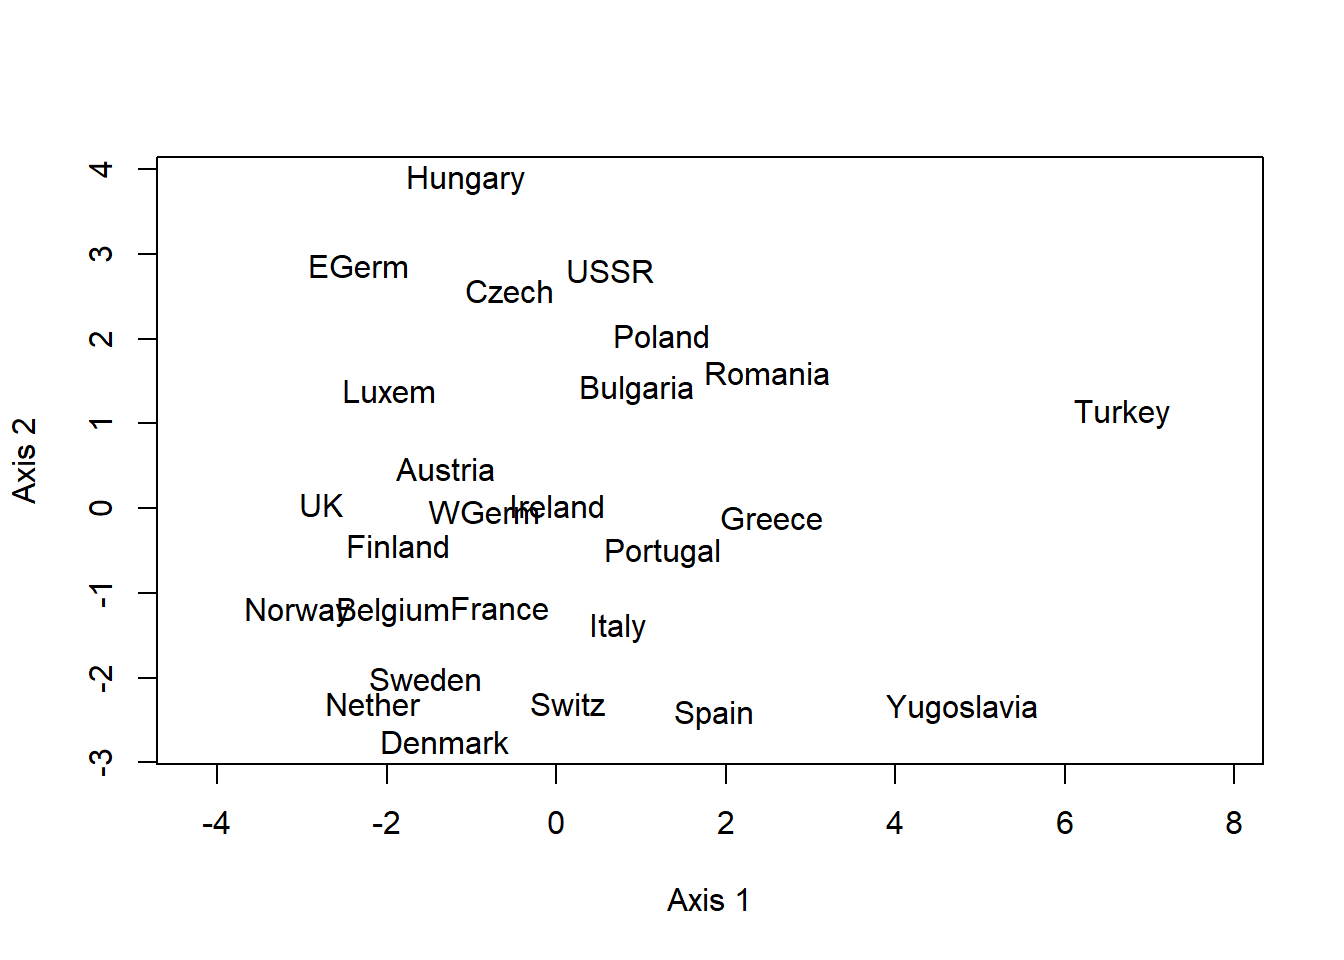 4
Hungary
3
EGerm
USSR
Czech
2
Poland
Romania
Bulgaria
Luxem
Turkey
1
Axis 2
Austria
0
UK
Ireland
WGerm
Greece
Finland
Portugal
-1
Norway
Belgium
France
Italy
-2
Sweden
Nether
Switz
Spain
Yugoslavia
Denmark
-3
-4 -2 0 2 4 6 8
Axis 1